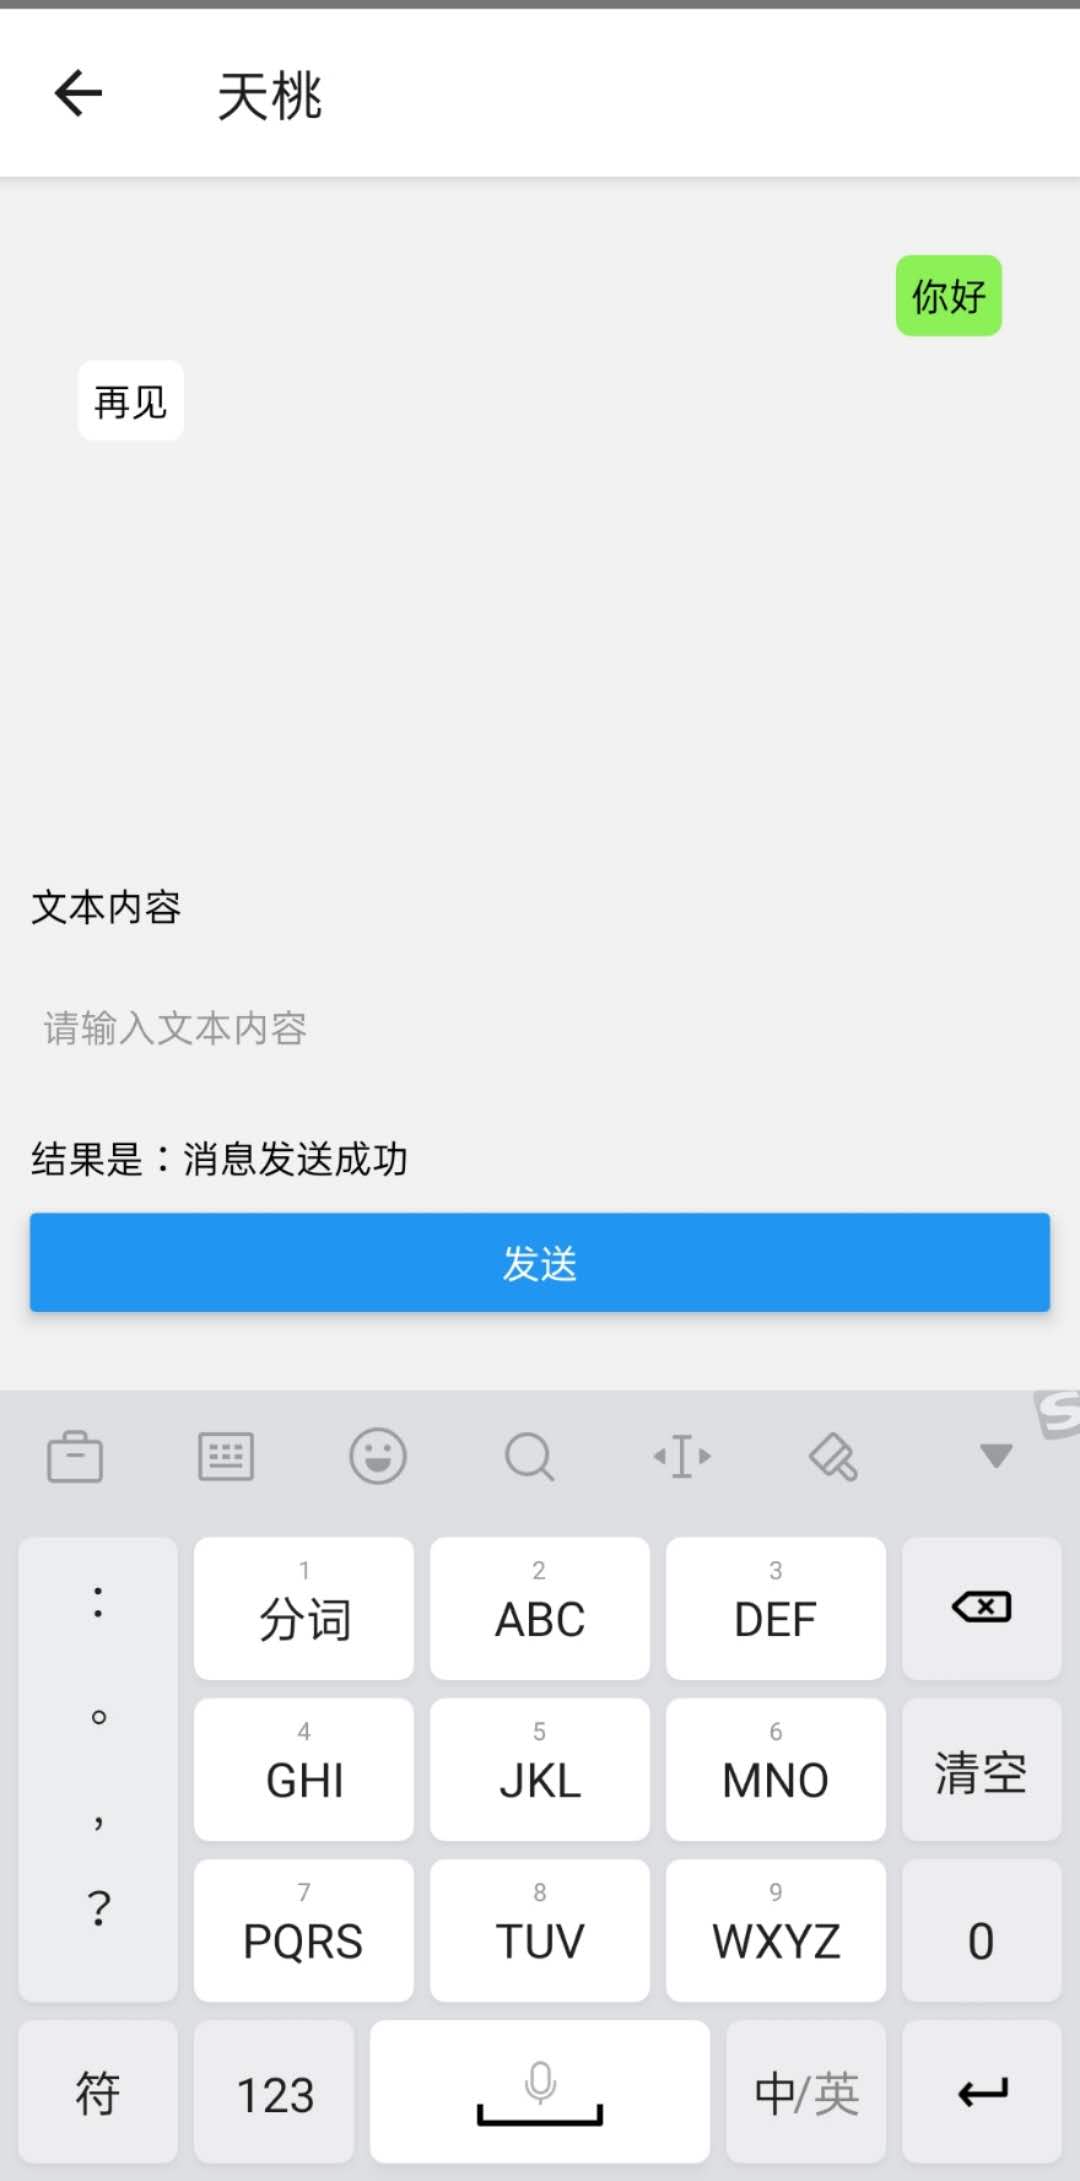 天桃
你好
再见
文本内容
请输入文本内容
结果是：消息发送成功
发送
S
：
。
，
？
1
分词
2
ABC
3
DEF
4
GHI
5
JKL
6
MNO
清空
7
PQRS
8
TUV
9
WXYZ
0
符
123
中/英